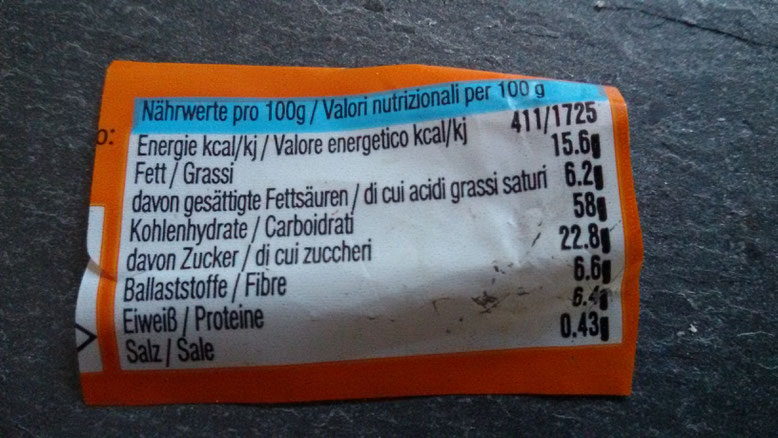 Nährwerte pro 100g / Valori nutrizionali per 100 g
o:
Energie kcal/kj / Valore energetico kcal/kj 411/1725
Fett / Grassi 15.6g
davon gesättigte Fettsäuren / di cui acidi grassi saturi 6.2g
Kohlenhydrate / Carboidrati 58g
davon Zucker / di cui zuccheri 22.8g
Ballaststoffe / Fibre 6.6g
Eiweiß / Proteine 6.4g
Salz / Sale 0.43g